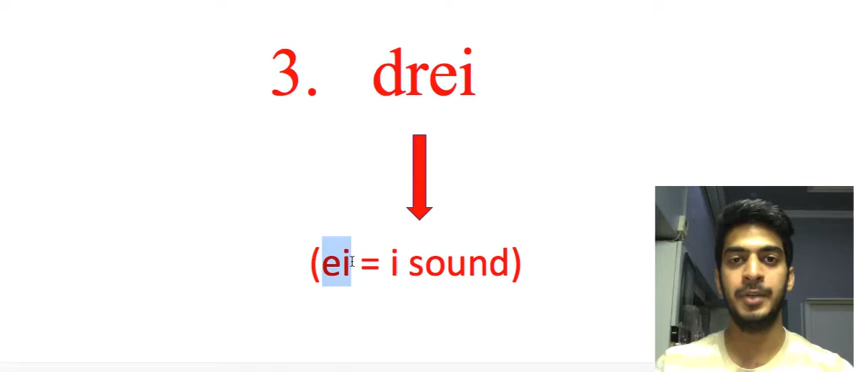 3. drei
(ei = i sound)